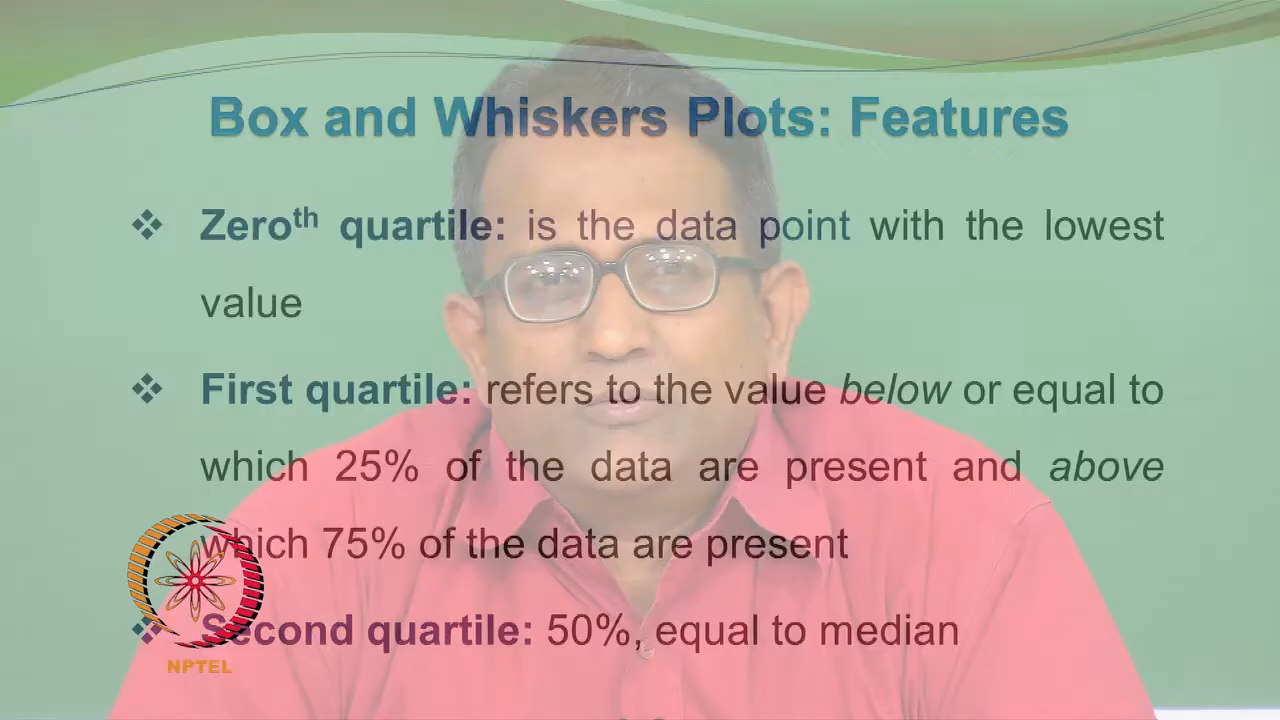 Box and Whiskers Plots: Features
❖ Zeroth quartile: is the data point with the lowest
value
❖ First quartile: refers to the value below or equal to
which 25% of the data are present and above
which 75% of the data are present
❖ Second quartile: 50%, equal to median
NPTEL